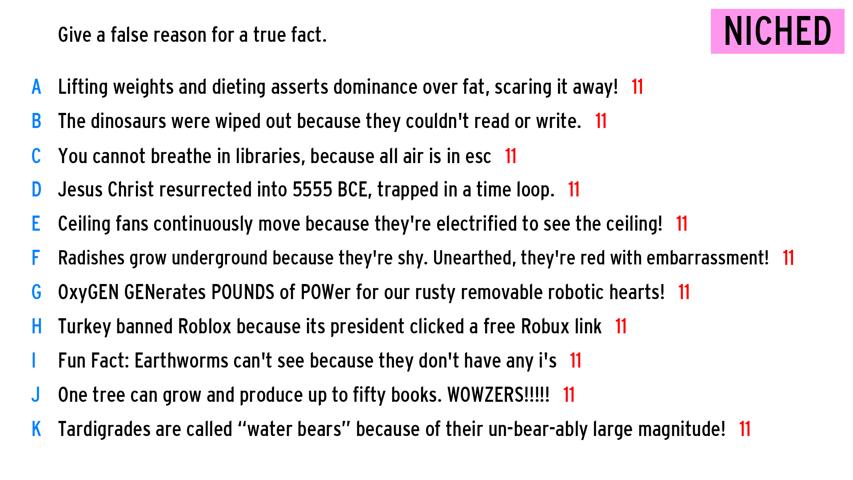 Give a false reason for a true fact.
NICHED
A Lifting weights and dieting asserts dominance over fat, scaring it away! 11
B The dinosaurs were wiped out because they couldn't read or write. 11
C You cannot breathe in libraries, because all air is in esc 11
D Jesus Christ resurrected into 5555 BCE, trapped in a time loop. 11
E Ceiling fans continuously move because they're electrified to see the ceiling! 11
F Radishes grow underground because they're shy. Unearthed, they're red with embarrassment! 11
G OxyGEN GENerates POUNDS of POWer for our rusty removable robotic hearts! 11
H Turkey banned Roblox because its president clicked a free Robux link 11
I Fun Fact: Earthworms can't see because they don't have any i's 11
J One tree can grow and produce up to fifty books. WOWZERS!!!!! 11
K Tardigrades are called “water bears” because of their un-bear-ably large magnitude! 11